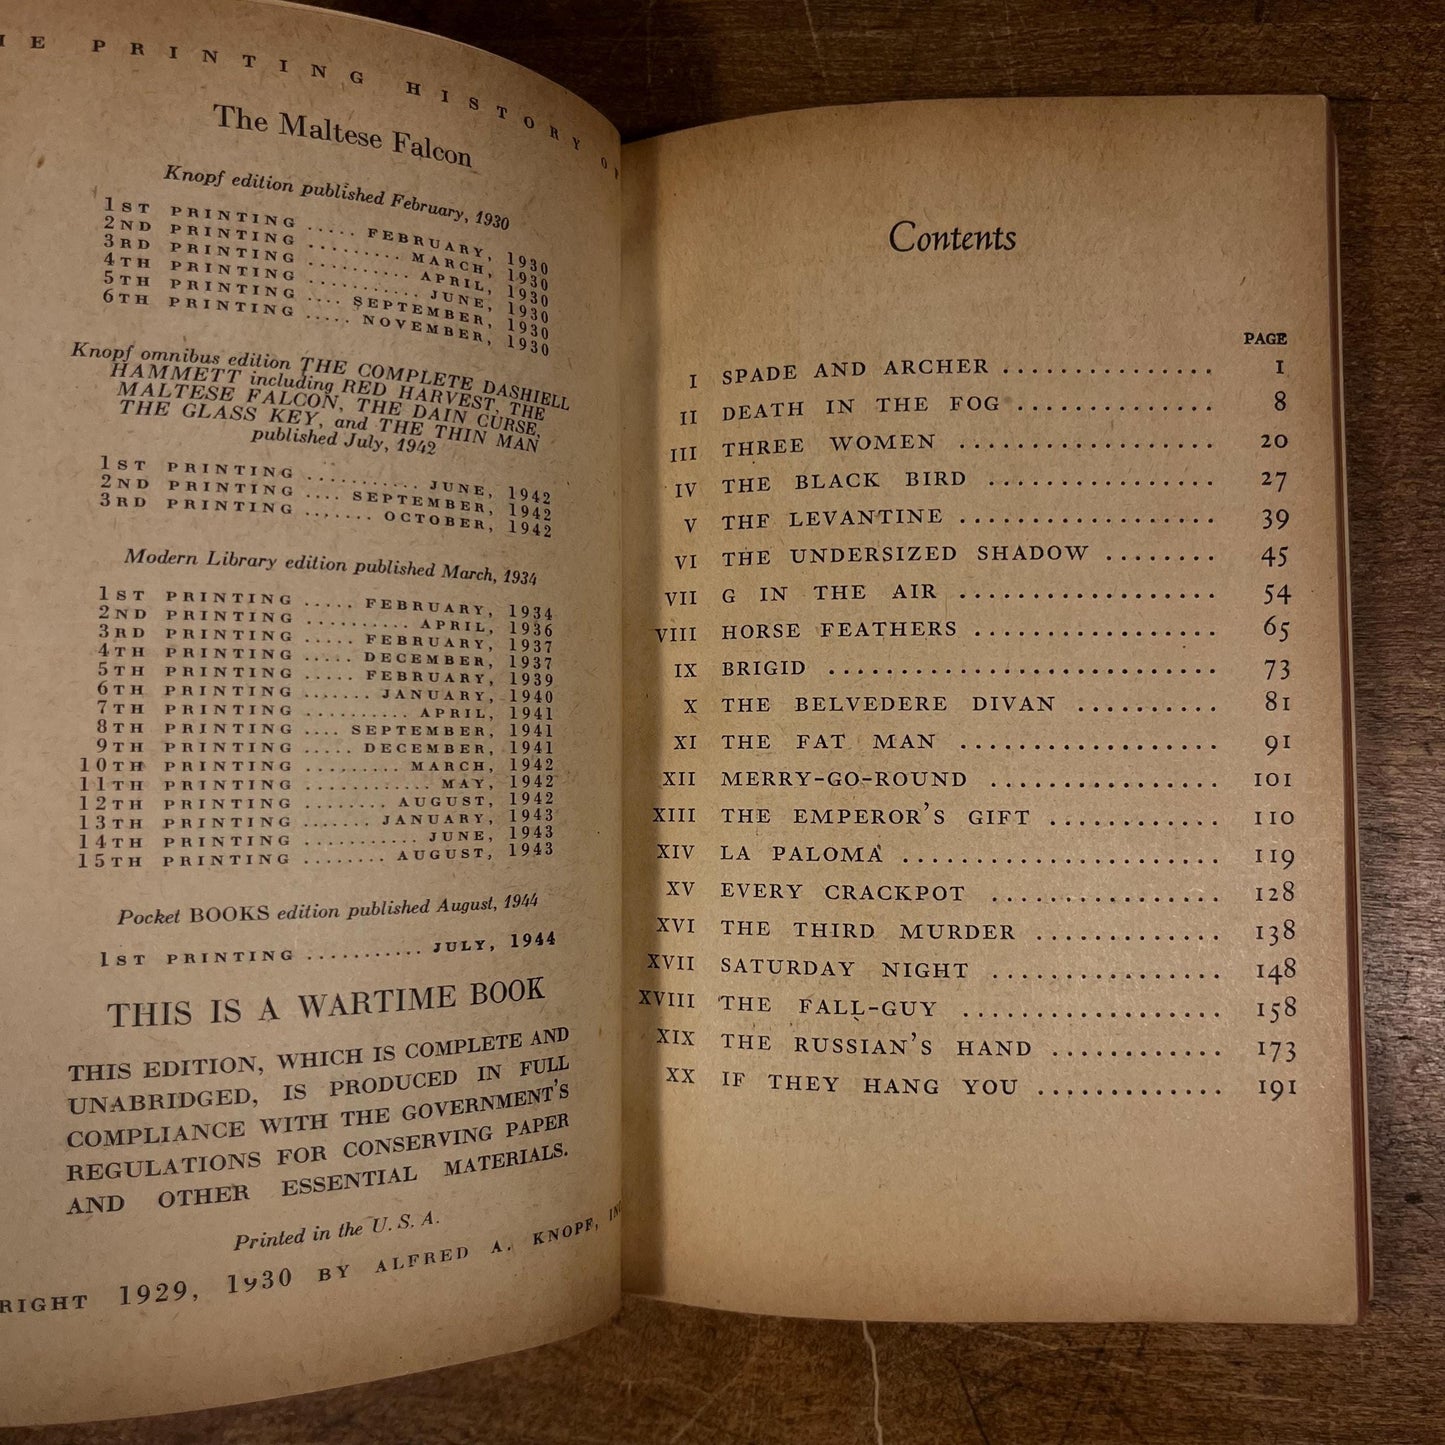 HE PRINTING HISTORY O
The Maltese Falcon
Knopf edition published February, 1930
1ST PRINTING ..... FEBRUARY, 1930
2ND PRINTING ........ MARCH, 1930
3RD PRINTING ......... APRIL, 1930
4TH PRINTING .......... JUNE, 1930
5TH PRINTING .... SEPTEMBER, 1930
6TH PRINTING ..... NOVEMBER, 1930
Knopf omnibus edition THE COMPLETE DASHIELL
HAMMETT including RED HARVEST, THE
MALTESE FALCON, THE DAIN CURSE,
THE GLASS KEY, and THE THIN MAN
published July, 1942
1ST PRINTING .......... JUNE, 1942
2ND PRINTING .... SEPTEMBER, 1942
3RD PRINTING ....... OCTOBER, 1942
Modern Library edition published March, 1934
1ST PRINTING ..... FEBRUARY, 1934
2ND PRINTING .......... APRIL, 1936
3RD PRINTING ..... FEBRUARY, 1937
4TH PRINTING ..... DECEMBER, 1937
5TH PRINTING ..... FEBRUARY, 1939
6TH PRINTING ....... JANUARY, 1940
7TH PRINTING .......... APRIL, 1941
8TH PRINTING .... SEPTEMBER, 1941
9TH PRINTING ..... DECEMBER, 1941
10TH PRINTING ......... MARCH, 1942
11TH PRINTING ............ MAY, 1942
12TH PRINTING ........ AUGUST, 1942
13TH PRINTING ....... JANUARY, 1943
14TH PRINTING ........... JUNE, 1943
15TH PRINTING ........ AUGUST, 1943
Pocket BOOKS edition published August, 1944
1ST PRINTING ........... JULY, 1944
THIS IS A WARTIME BOOK
THIS EDITION, WHICH IS COMPLETE AND
UNABRIDGED, IS PRODUCED IN FULL
COMPLIANCE WITH THE GOVERNMENT'S
REGULATIONS FOR CONSERVING PAPER
AND OTHER ESSENTIAL MATERIALS.
Printed in the U. S. A.
RIGHT 1929, 1930 BY ALFRED A. KNOPF, IN
Contents
PAGE
I SPADE AND ARCHER ............... 1
II DEATH IN THE FOG .............. 8
III THREE WOMEN .................. 20
IV THE BLACK BIRD ................ 27
V THF LEVANTINE .................. 39
VI THE UNDERSIZED SHADOW ........ 45
VII G IN THE AIR .................. 54
VIII HORSE FEATHERS ................. 65
IX BRIGID ........................... 73
X THE BELVEDERE DIVAN .......... 81
XI THE FAT MAN .................. 91
XII MERRY-GO-ROUND ................ 101
XIII THE EMPEROR'S GIFT ............ 110
XIV LA PALOMA ...................... 119
XV EVERY CRACKPOT ................ 128
XVI THE THIRD MURDER ............. 138
XVII SATURDAY NIGHT ................ 148
XVIII THE FALL-GUY .................. 158
XIX THE RUSSIAN'S HAND ............ 173
XX IF THEY HANG YOU ............. 191